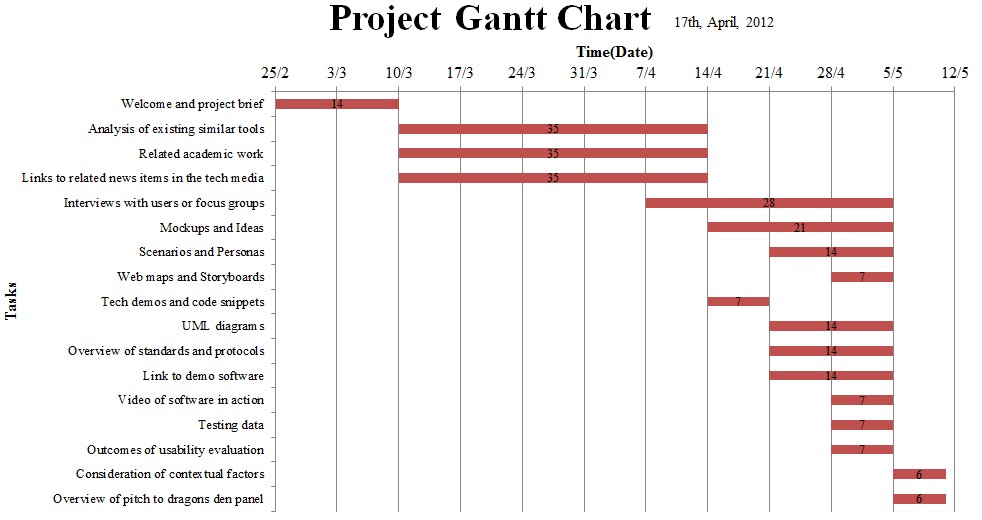 Project Gantt Chart 17th, April, 2012
Time(Date)
25/2 3/3 10/3 17/3 24/3 31/3 7/4 14/4 21/4 28/4 5/5 12/5
Tasks
Welcome and project brief 14
Analysis of existing similar tools 35
Related academic work 35
Links to related news items in the tech media 35
Interviews with users or focus groups 28
Mockups and Ideas 21
Scenarios and Personas 14
Web maps and Storyboards 7
Tech demos and code snippets 7
UML diagrams 14
Overview of standards and protocols 14
Link to demo software 14
Video of software in action 7
Testing data 7
Outcomes of usability evaluation 7
Consideration of contextual factors 6
Overview of pitch to dragons den panel 6